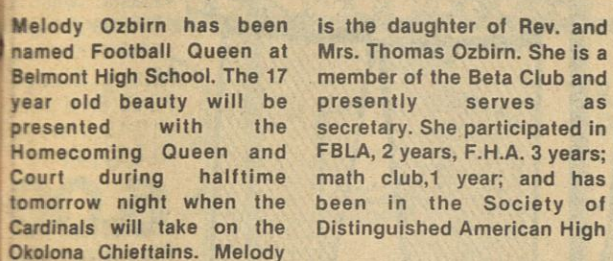 Melody Ozbirn has been
named Football Queen at
Belmont High School. The 17
year old beauty will be
presented with the
Homecoming Queen and
Court during halftime
tomorrow night when the
Cardinals will take on the
Okolona Chieftains. Melody
is the daughter of Rev. and
Mrs. Thomas Ozbirn. She is a
member of the Beta Club and
presently serves as
secretary. She participated in
FBLA, 2 years, F.H.A. 3 years;
math club,1 year; and has
been in the Society of
Distinguished American High